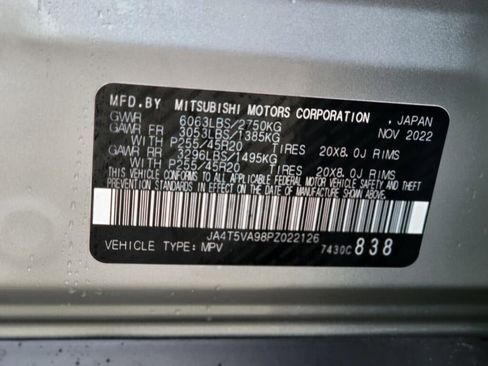 MFD.BY MITSUBISHI MOTORS CORPORATION , JAPAN
GVWR 6063LBS/2750KG NOV 2022
GAWR FR 3053LBS/1385KG
WITH P255/45R20 TIRES 20X8.0J RIMS
GAWR RR 3296LBS/1495KG
WITH P255/45R20 TIRES 20X8.0J RIMS
THIS VEHICLE CONFORMS TO ALL APPLICABLE FEDERAL MOTOR VEHICLE SAFETY AND THEFT
PREVENTION STANDARDS IN EFFECT ON THE DATE OF MANUFACTURE SHOWN ABOVE.
JA4T5VA98PZ022126
VEHICLE TYPE: MPV 7430C 838